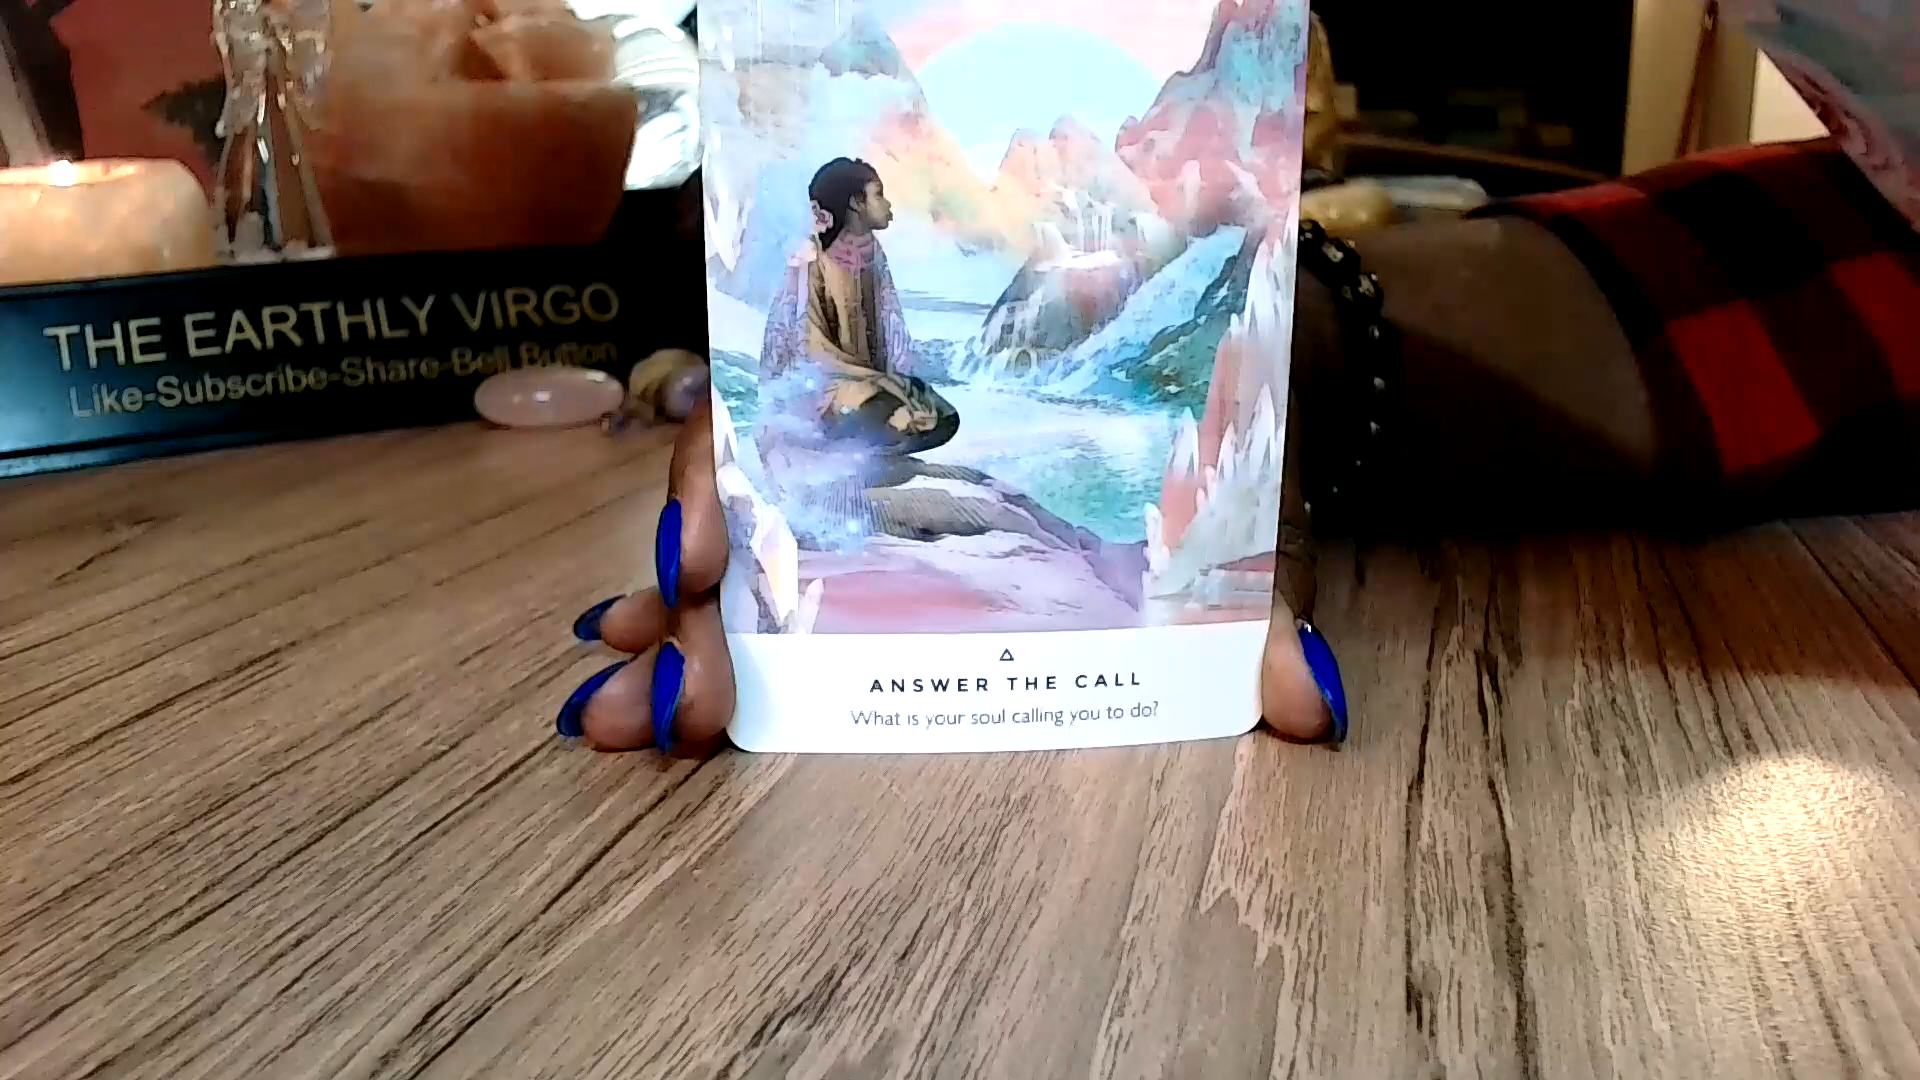 THE EARTHLY VIRGO
Like-Subscribe-Share-Bell Button
ANSWER THE CALL
What is your soul calling you to do?